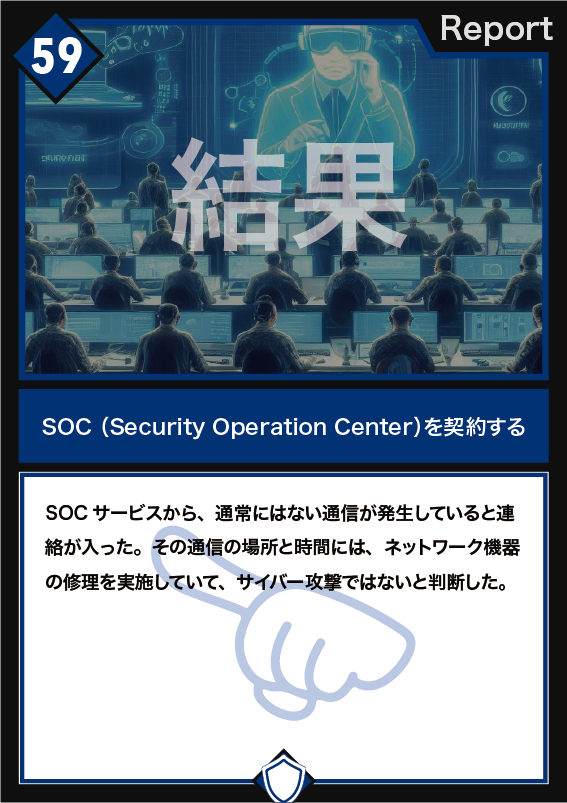 Report
59
結果
SOC（Security Operation Center）を契約する
SOCサービスから、通常にはない通信が発生していると連
絡が入った。その通信の場所と時間には、ネットワーク機器
の修理を実施していて、サイバー攻撃ではないと判断した。